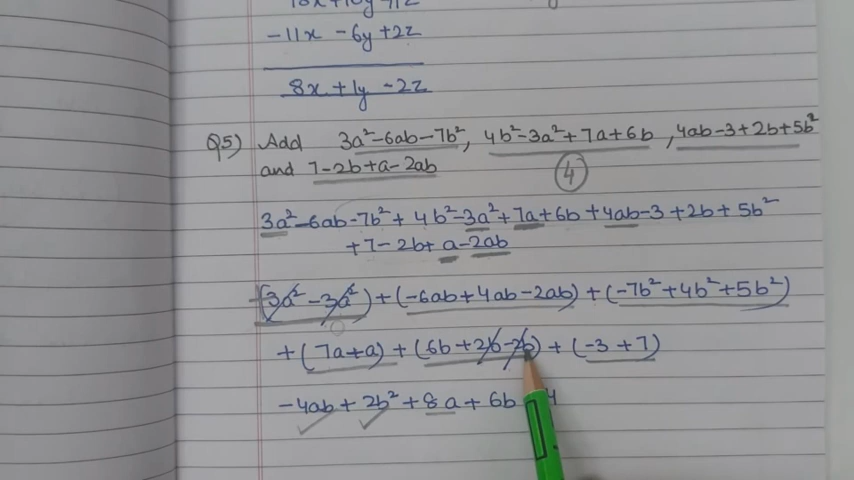 -11x - 6y + 2z
8x + 1y - 2z
Q5) Add 3a² - 6ab - 7b², 4b² - 3a² + 7a + 6b, 4ab - 3 + 2b + 5b²
and 7 - 2b + a - 2ab
4
3a² - 6ab - 7b² + 4b² - 3a² + 7a + 6b + 4ab - 3 + 2b + 5b²
+ 7 - 2b + a - 2ab
(3a² - 3a²) + (-6ab + 4ab - 2ab) + (-7b² + 4b² + 5b²)
+ (7a + a) + (6b + 2b - 2b) + (-3 + 7)
-4ab + 2b² + 8a + 6b 4